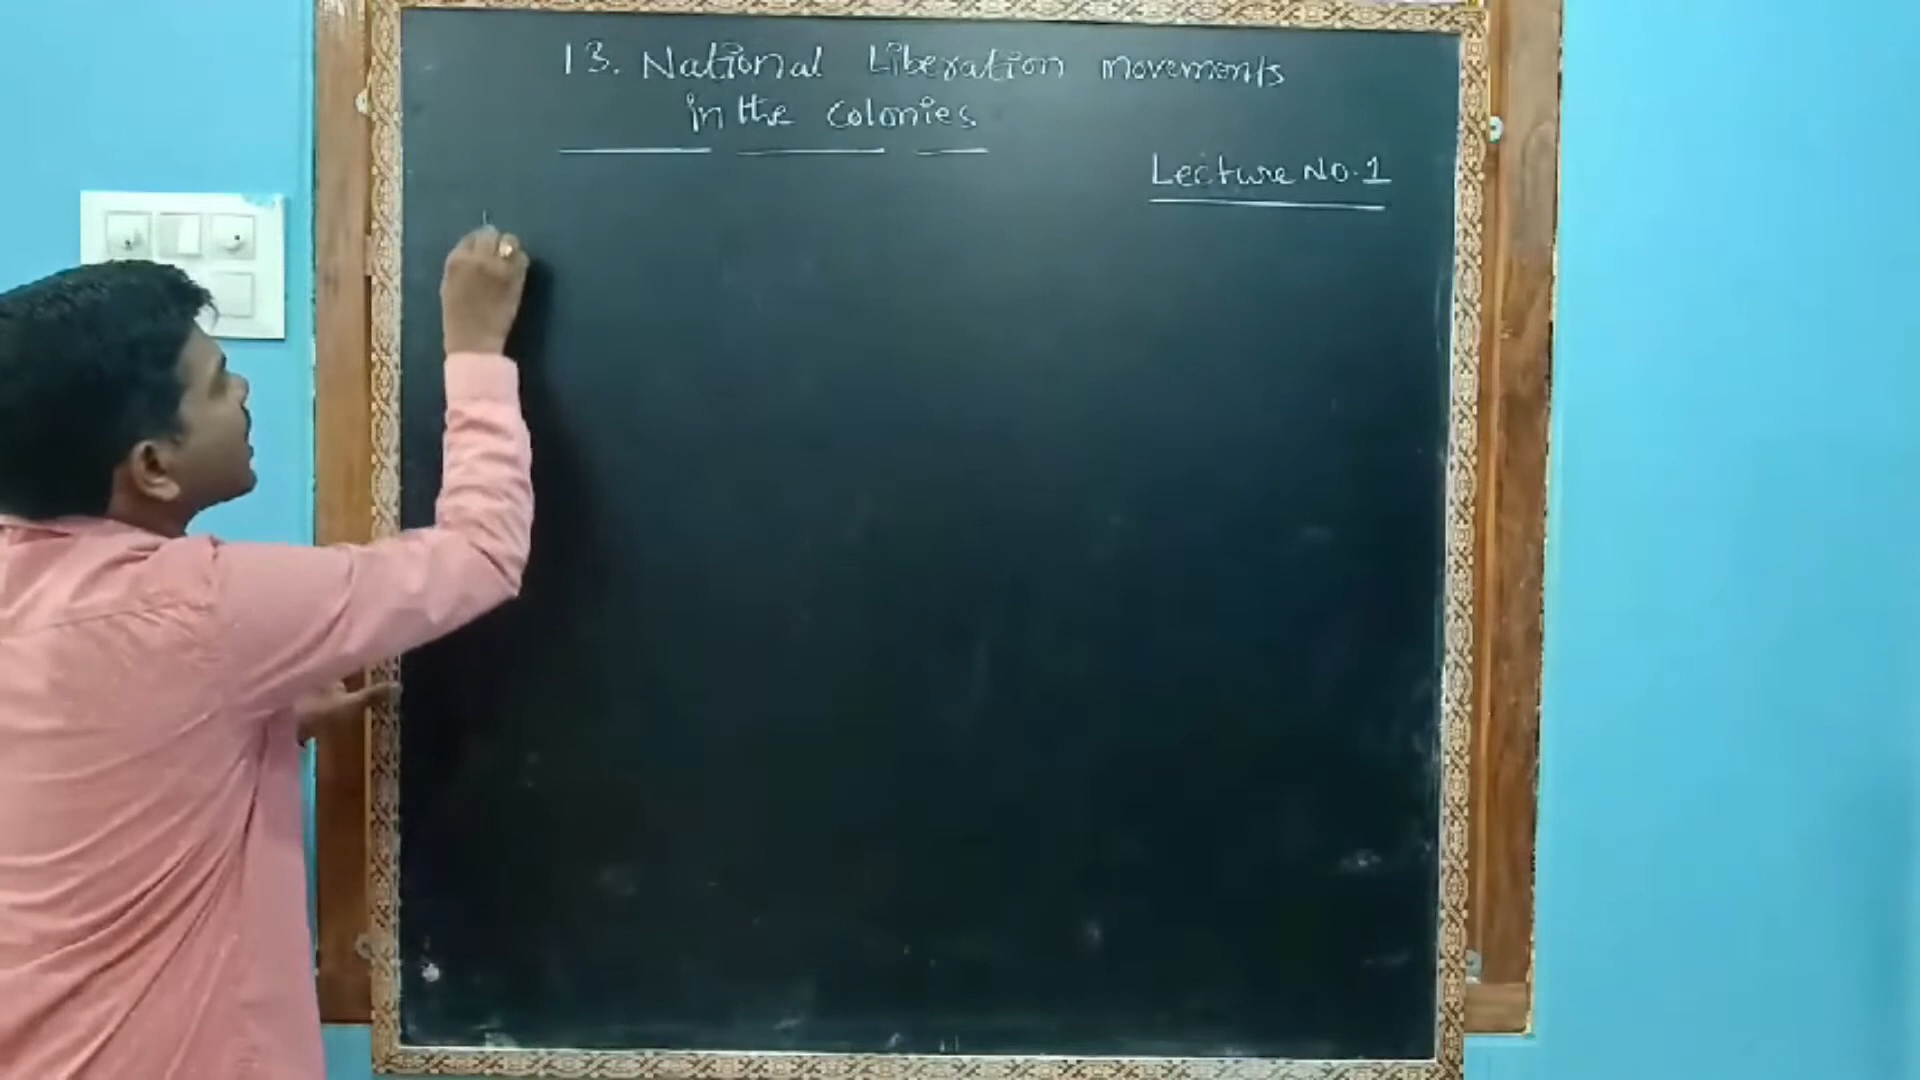 13. National Liberation movements
in the colonies
Lecture No. 1